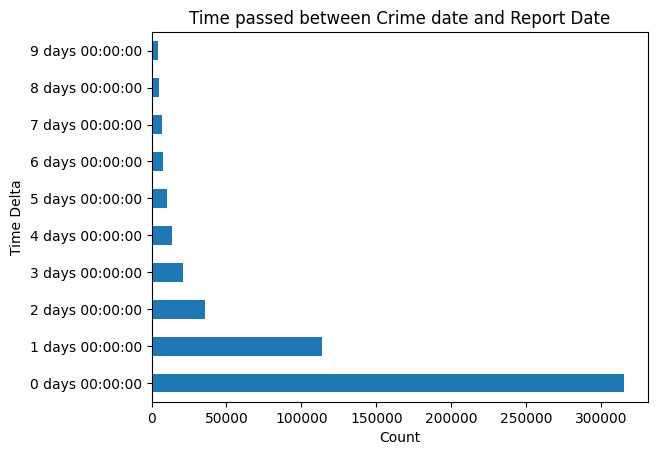 Time passed between Crime date and Report Date
9 days 00:00:00
8 days 00:00:00
7 days 00:00:00
6 days 00:00:00
5 days 00:00:00
4 days 00:00:00
3 days 00:00:00
2 days 00:00:00
1 days 00:00:00
0 days 00:00:00
Time Delta
0 50000 100000 150000 200000 250000 300000
Count